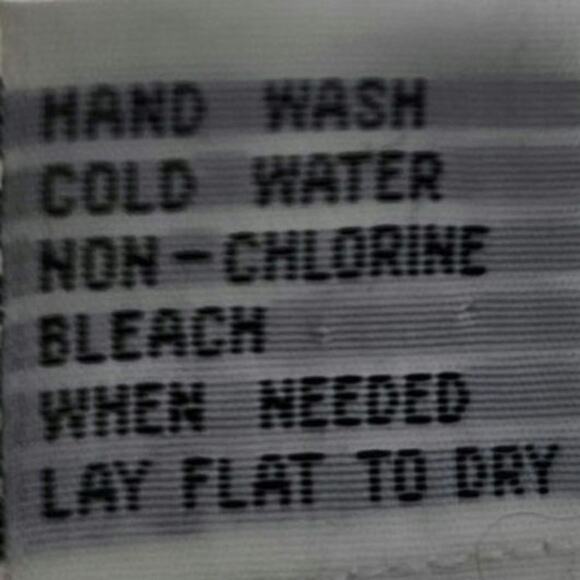 HAND WASH
COLD WATER
NON-CHLORINE
BLEACH
WHEN NEEDED
LAY FLAT TO DRY